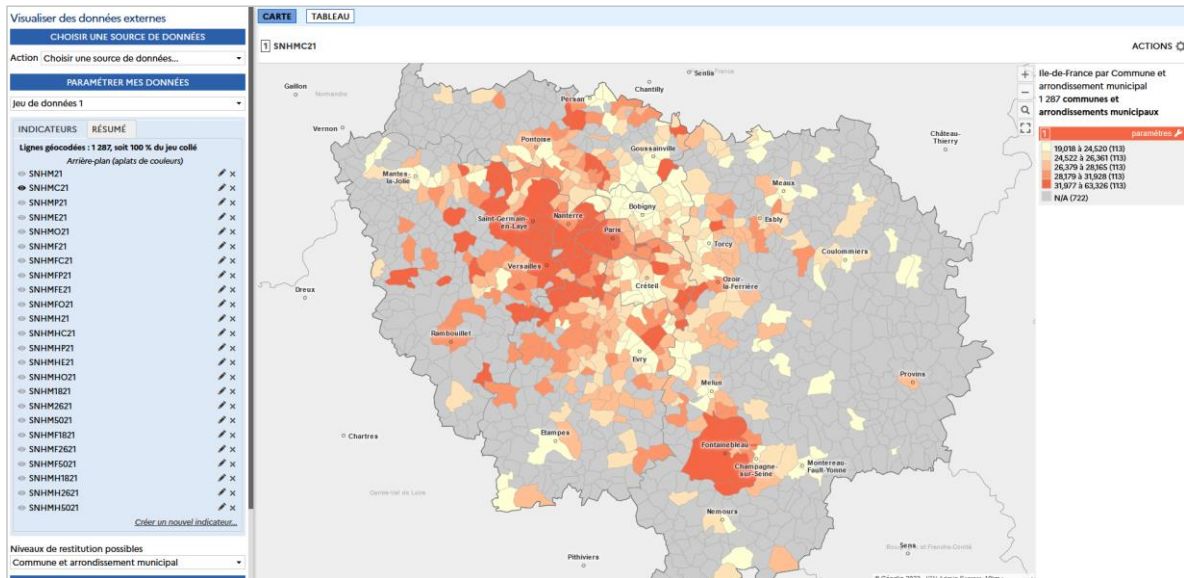 Visualiser des données externes
CHOISIR UNE SOURCE DE DONNÉES
Action Choisir une source de données...
PARAMÉTRER MES DONNÉES
Jeu de données 1
INDICATEURS RÉSUMÉ
Lignes géocodées : 1 287, soit 100 % du jeu collé
Arrière-plan (aplats de couleurs)
SNHM21
SNHMC21
SNHMP21
SNHME21
SNHMO21
SNHMF21
SNHMFC21
SNHMFP21
SNHMFE21
SNHMFO21
SNHMH21
SNHMHC21
SNHMHP21
SNHMHE21
SNHMHO21
SNHM1821
SNHM2621
SNHM5021
SNHMF1821
SNHMF2621
SNHMF5021
SNHMH1821
SNHMH2621
SNHMH5021
Créer un nouvel indicateur...
Niveaux de restitution possibles
Commune et arrondissement municipal
CARTE TABLEAU
1 SNHMC21
ACTIONS
Senlis
Gaillon
Normandie
Chantilly
Persan
Vernon
Pontoise
Château-
Thierry
Goussainville
Mantes-
la-Jolie
Meaux
Bobigny
Saint-Germain-
en-Laye
Nanterre
Esbly
Paris
Torcy
Coulommiers
Versailles
Créteil
Ozoir-
la-Ferrière
Dreux
Rambouillet
Evry
Provins
Melun
Chartres
Etampes
Fontainebleau
Champagne-
sur-Seine
Montereau-
Fault-Yonne
Centre-Val de Loire
Nemours
Sens
Pithiviers
Ile-de-France par Commune et
arrondissement municipal
1 287 communes et
arrondissements municipaux
1 paramètres
19,018 à 24,520 (113)
24,522 à 26,361 (113)
26,379 à 28,165 (113)
28,179 à 31,928 (113)
31,977 à 63,326 (113)
N/A (722)